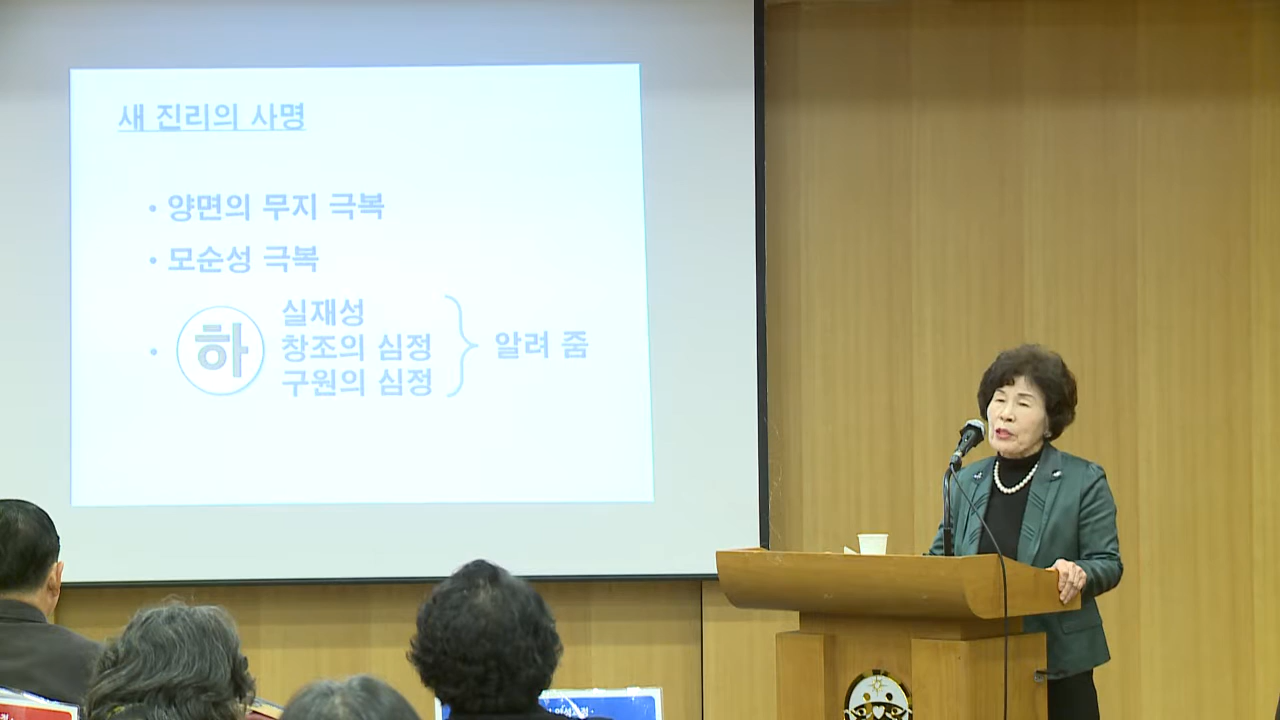 새 진리의 사명
• 양면의 무지 극복
• 모순성 극복
• 하
실재성
창조의 심정
구원의 심정
알려 줌